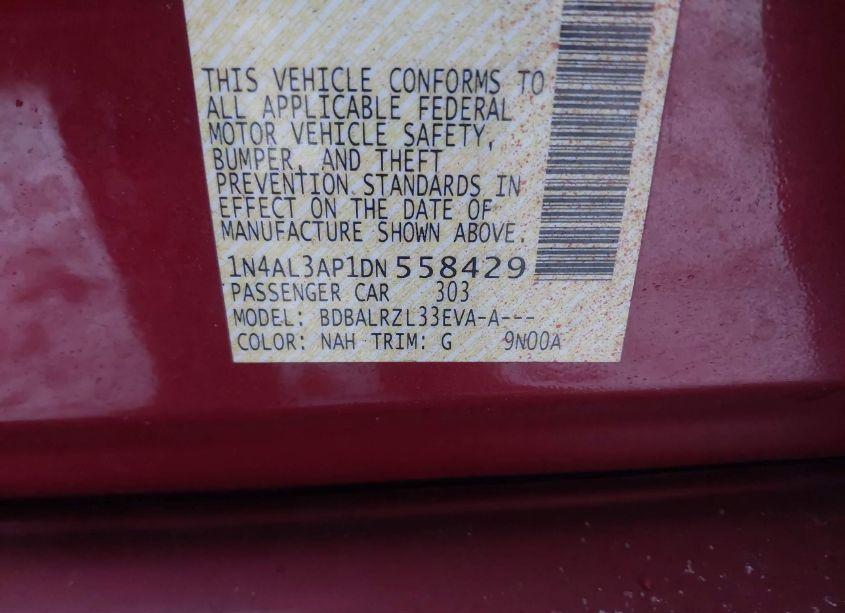 THIS VEHICLE CONFORMS TO
ALL APPLICABLE FEDERAL
MOTOR VEHICLE SAFETY,
BUMPER, AND THEFT
PREVENTION STANDARDS IN
EFFECT ON THE DATE OF
MANUFACTURE SHOWN ABOVE.
1N4AL3AP1DN558429
PASSENGER CAR 303
MODEL: BDBALRZL33EVA-A---
COLOR: NAH TRIM: G 9N00A